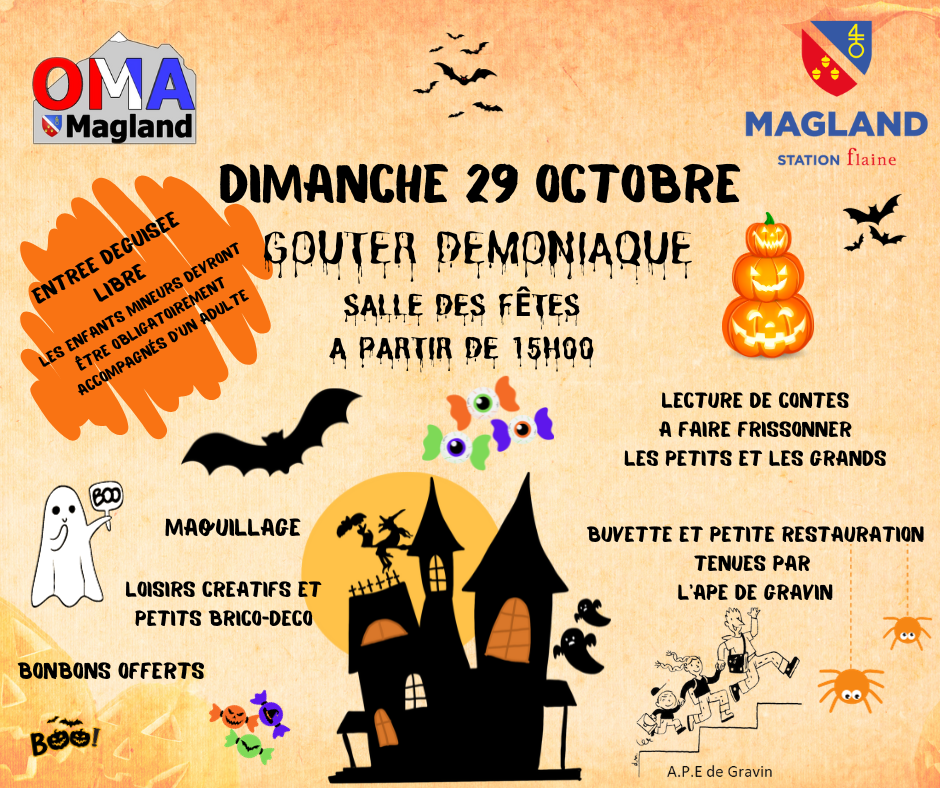 OMA
Magland
40
MAGLAND
STATION flaine
DIMANCHE 29 OCTOBRE
GOUTER DEMONIAQUE
SALLE DES FÊTES
A PARTIR DE 15H00
ENTREE DEGUISEE
LIBRE
LES ENFANTS MINEURS DEVRONT
ÊTRE OBLIGATOIREMENT
ACCOMPAGNÉS D'UN ADULTE
LECTURE DE CONTES
A FAIRE FRISSONNER
LES PETITS ET LES GRANDS
BOO
MAQUILLAGE
LOISIRS CREATIFS ET
PETITS BRICO-DECO
BONBONS OFFERTS
BOO!
BUVETTE ET PETITE RESTAURATION
TENUES PAR
L'APE DE GRAVIN
A.P.E de Gravin